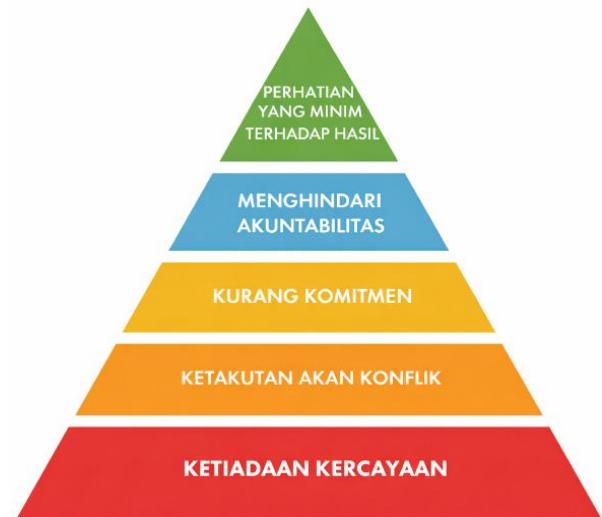 PERHATIAN
YANG MINIM
TERHADAP HASIL
MENGHINDARI
AKUNTABILITAS
KURANG KOMITMEN
KETAKUTAN AKAN KONFLIK
KETIADAAN KERCAYAAN